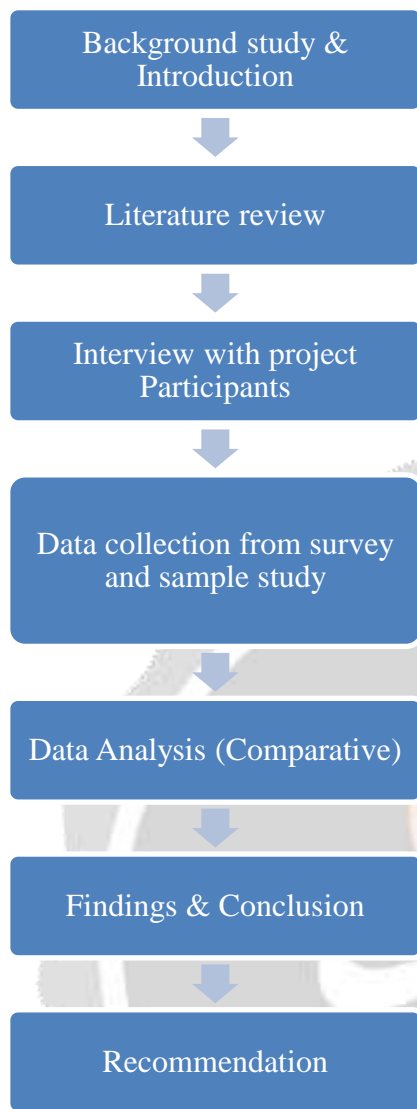 Background study &
Introduction
Literature review
Interview with project
Participants
Data collection from survey
and sample study
Data Analysis (Comparative)
Findings & Conclusion
Recommendation